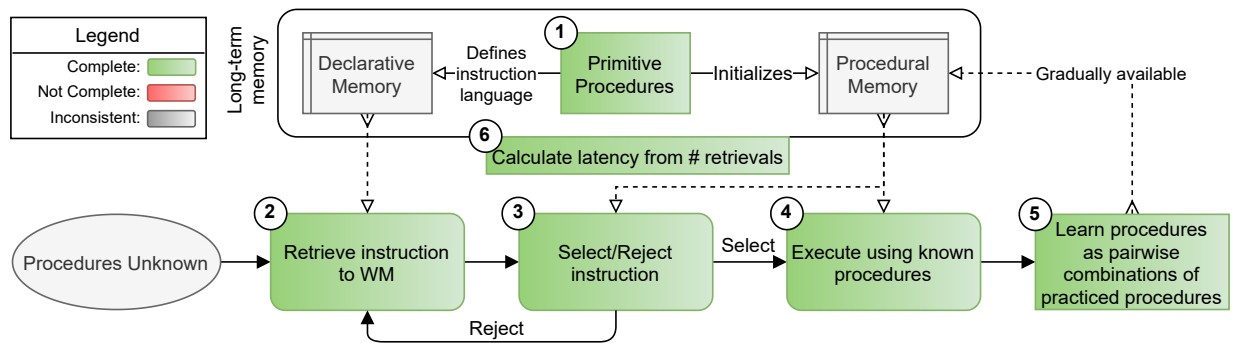 Legend
Complete:
Not Complete:
Inconsistent:
Long-term
memory
Declarative
Memory
Defines
instruction
language
1
Primitive
Procedures
Initializes
Procedural
Memory
Gradually available
6
Calculate latency from # retrievals
Procedures Unknown
2
Retrieve instruction
to WM
3
Select/Reject
instruction
Select
4
Execute using known
procedures
5
Learn procedures
as pairwise
combinations of
practiced procedures
Reject